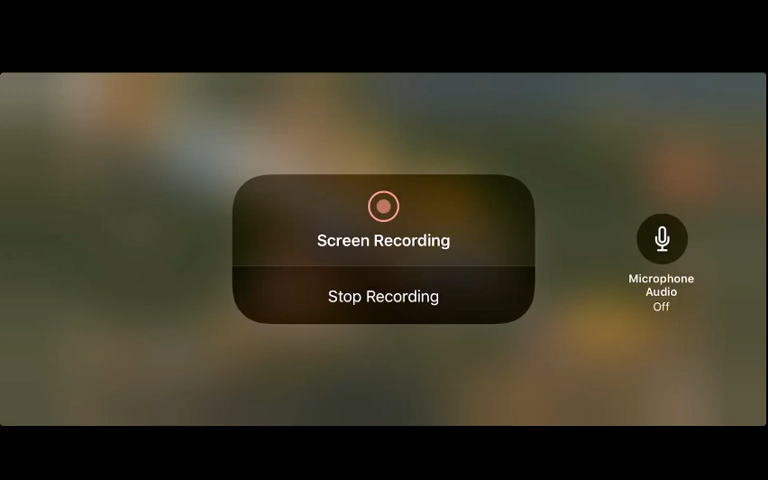 Screen Recording
Stop Recording
Microphone
Audio
Off